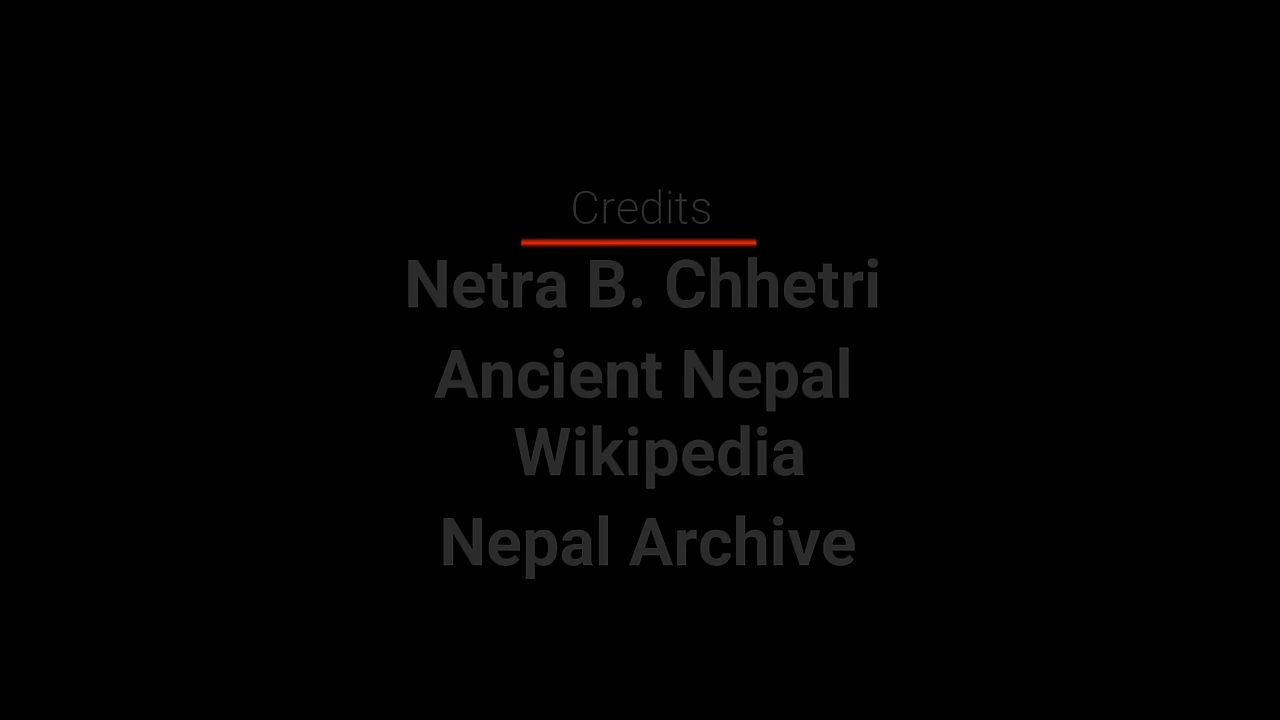 Credits
Netra B. Chhetri
Ancient Nepal
Wikipedia
Nepal Archive